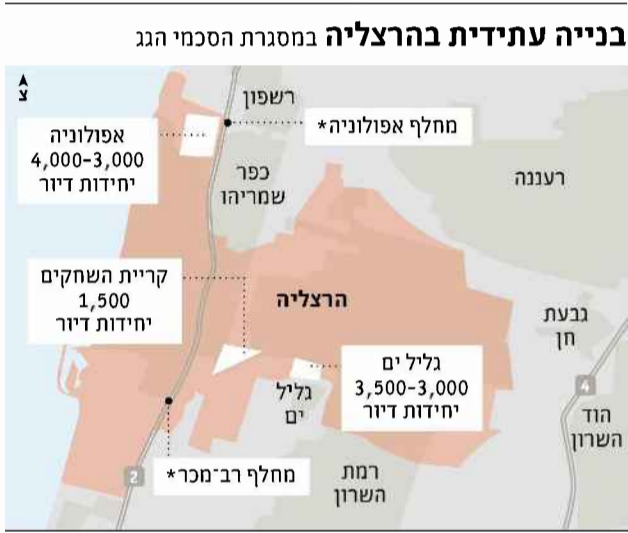 בנייה עתידית בהרצליה במסגרת הסכמי הגג
צ
רשפון
מחלף אפולוניה*
אפולוניה
4,000-3,000
יחידות דיור
כפר
שמריהו
רעננה
קריית השחקים
1,500
יחידות דיור
הרצליה
גבעת
חן
גליל ים
3,500-3,000
יחידות דיור
גליל
ים
4
הוד
השרון
מחלף רב־מכר*
2
רמת
השרון